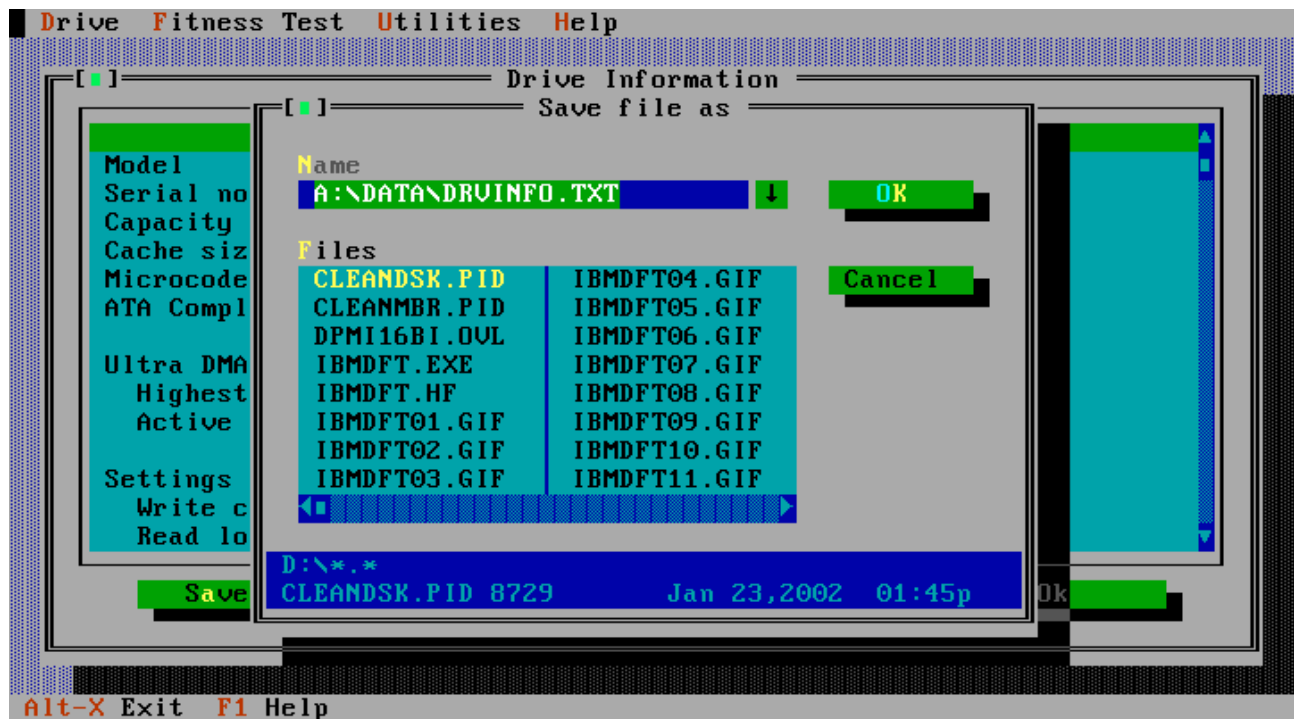 Drive Fitness Test Utilities Help
Drive Information
Save file as
Model
Serial no
Capacity
Cache siz
Microcode
ATA Compl
Ultra DMA
Highest
Active
Settings
Write c
Read lo
Name
A:\DATA\DRVINFO.TXT
OK
Files
CLEANDSK.PID IBMDFT04.GIF
Cancel
CLEANMBR.PID IBMDFT05.GIF
DPMI16BI.OVL IBMDFT06.GIF
IBMDFT.EXE IBMDFT07.GIF
IBMDFT.HF IBMDFT08.GIF
IBMDFT01.GIF IBMDFT09.GIF
IBMDFT02.GIF IBMDFT10.GIF
IBMDFT03.GIF IBMDFT11.GIF
D:\*.*
CLEANDSK.PID 8729 Jan 23,2002 01:45p
Save
Ok
Alt-X Exit F1 Help